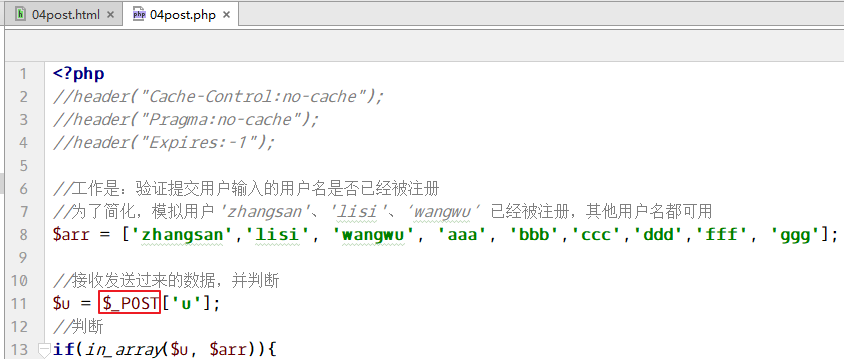 04post.html × 04post.php ×
1 <?php
2 //header("Cache-Control:no-cache");
3 //header("Pragma:no-cache");
4 //header("Expires:-1");
5
6 //工作是：验证提交用户输入的用户名是否已经被注册
7 //为了简化，模拟用户'zhangsan'、'lisi'、‘wangwu’ 已经被注册，其他用户名都可用
8 $arr = ['zhangsan','lisi', 'wangwu', 'aaa', 'bbb','ccc','ddd','fff', 'ggg'];
9
10 //接收发送过来的数据，并判断
11 $u = $_POST['u'];
12 //判断
13 if(in_array($u, $arr)){